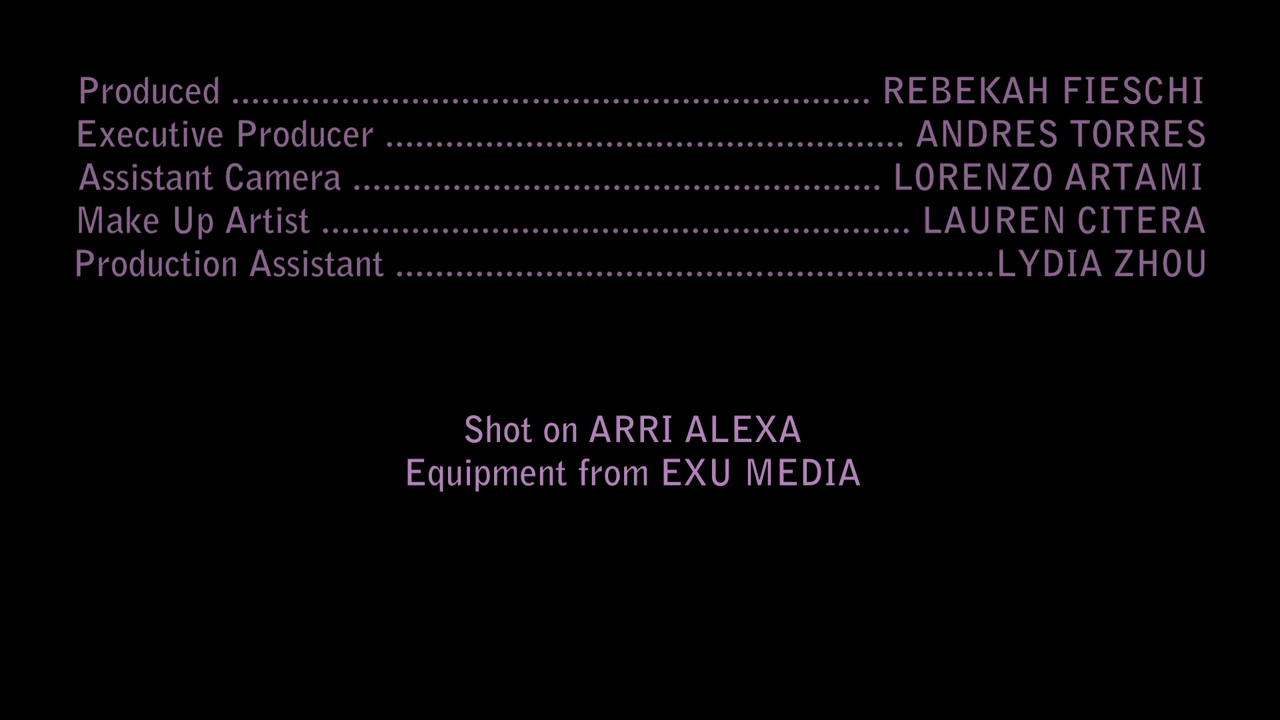 Produced ................................................................ REBEKAH FIESCHI
Executive Producer .................................................... ANDRES TORRES
Assistant Camera ..................................................... LORENZO ARTAMI
Make Up Artist ........................................................... LAUREN CITERA
Production Assistant ............................................................LYDIA ZHOU
Shot on ARRI ALEXA
Equipment from EXU MEDIA